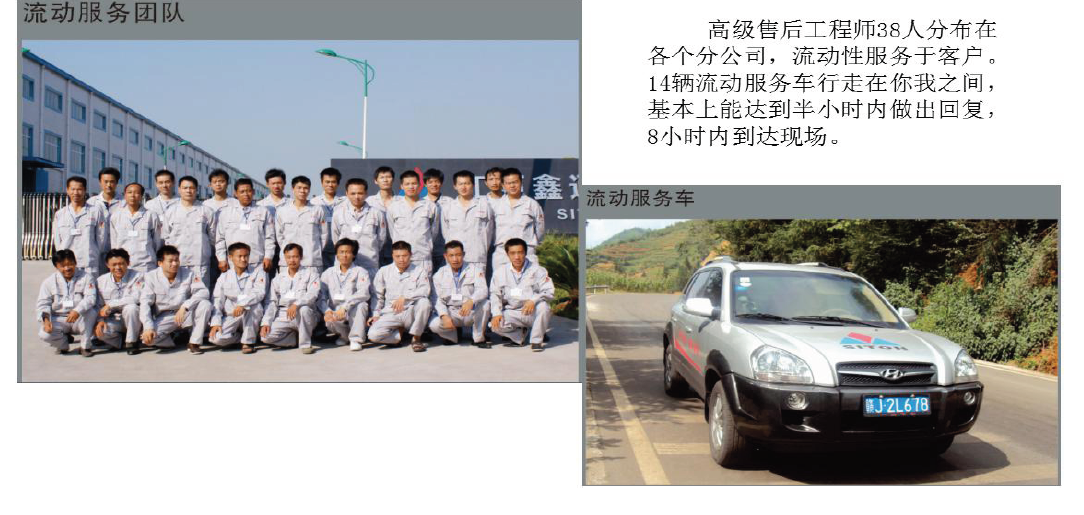 流动服务团队
鑫
SIT
高级售后工程师38人分布在
各个分公司，流动性服务于客户。
14辆流动服务车行走在你我之间，
基本上能达到半小时内做出回复，
8小时内到达现场。
流动服务车
SITON
J·2L678